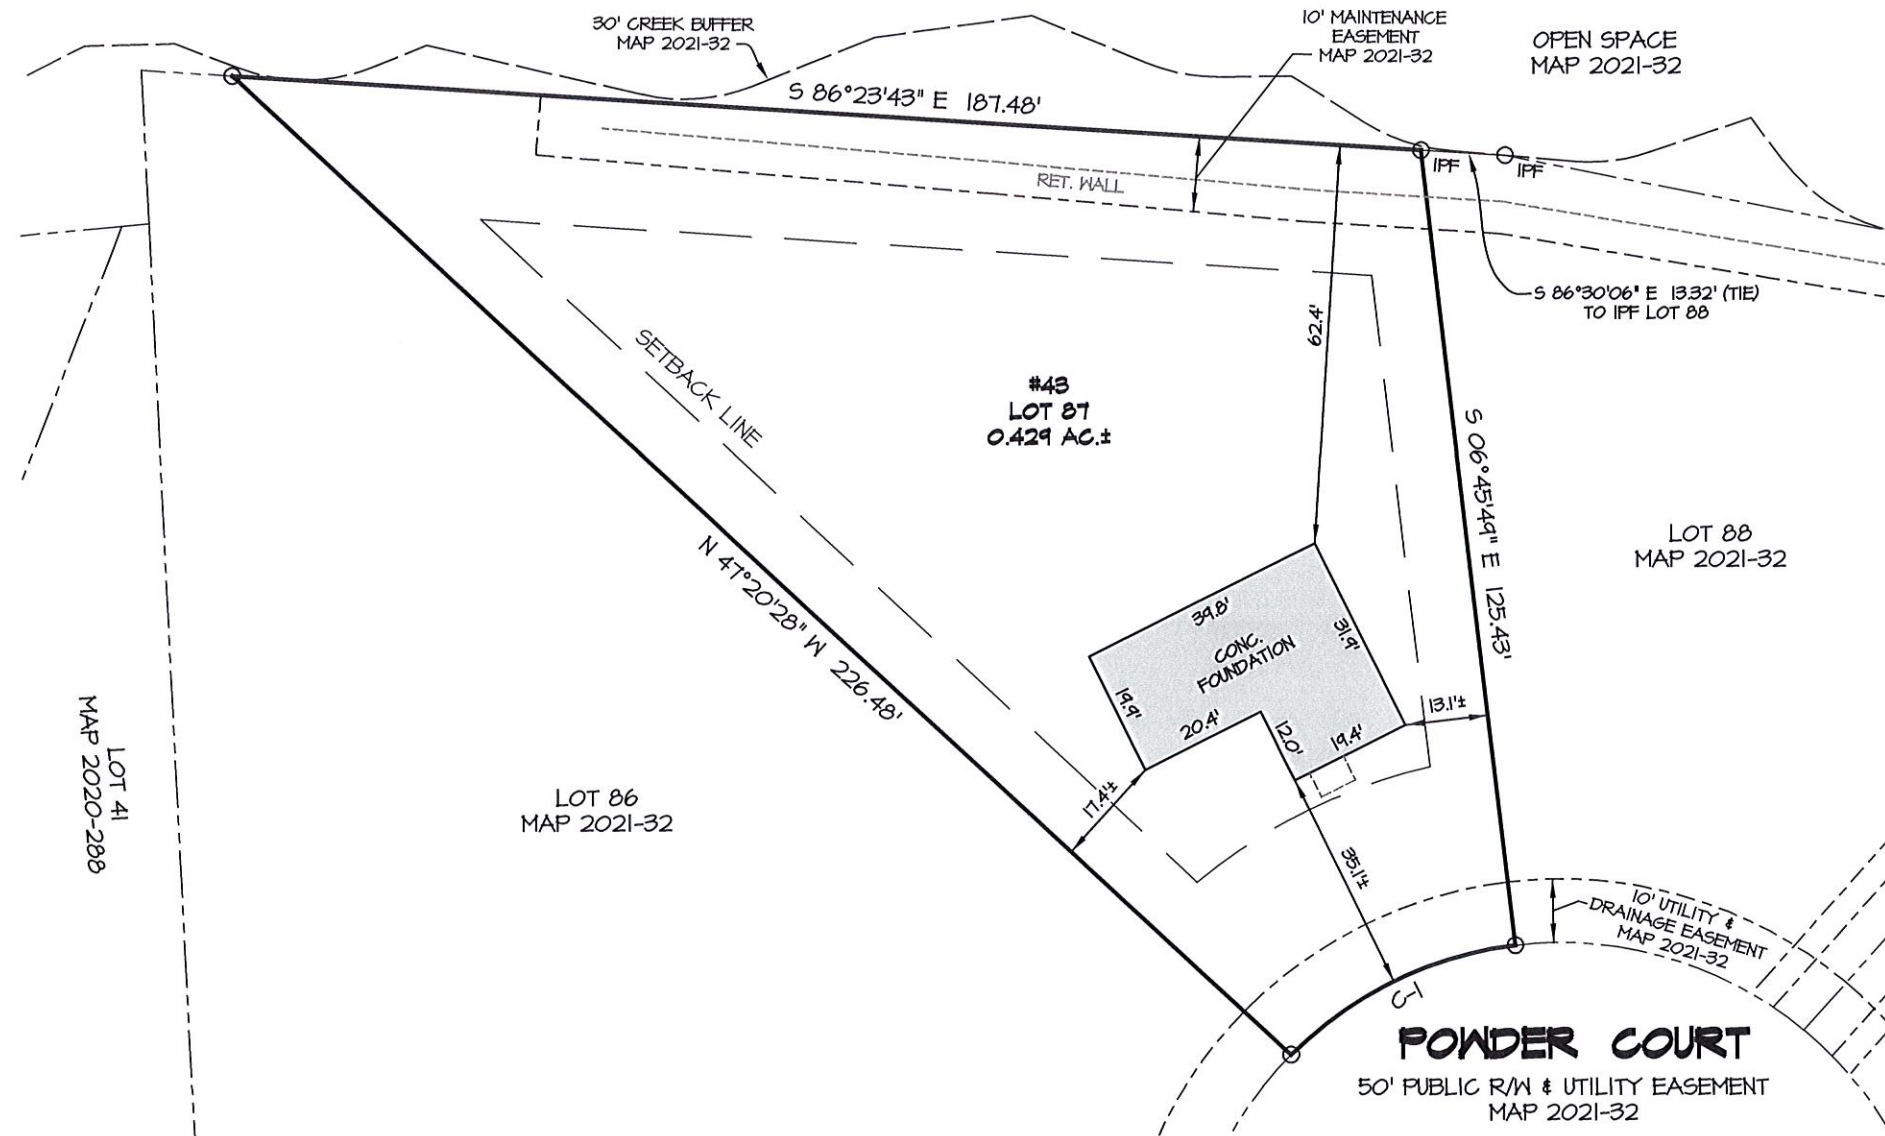 30' CREEK BUFFER
MAP 2021-32
10' MAINTENANCE
EASEMENT
MAP 2021-32
OPEN SPACE
MAP 2021-32
S 86°23'43" E 187.48'
IPF
IPF
RET. WALL
S 86°30'06" E 13.32' (TIE)
TO IPF LOT 88
62.4'
SETBACK LINE
#43
LOT 87
0.429 AC.±
S 06°45'49" E 125.43'
LOT 88
MAP 2021-32
N 47°20'28" W 226.48'
39.8'
31.9'
CONC.
FOUNDATION
19.9'
20.4'
12.0'
19.4'
13.1'±
17.4'±
35.1'±
LOT 41
MAP 2020-288
LOT 86
MAP 2021-32
10' UTILITY &
DRAINAGE EASEMENT
MAP 2021-32
C-1
POWDER COURT
50' PUBLIC R/W & UTILITY EASEMENT
MAP 2021-32